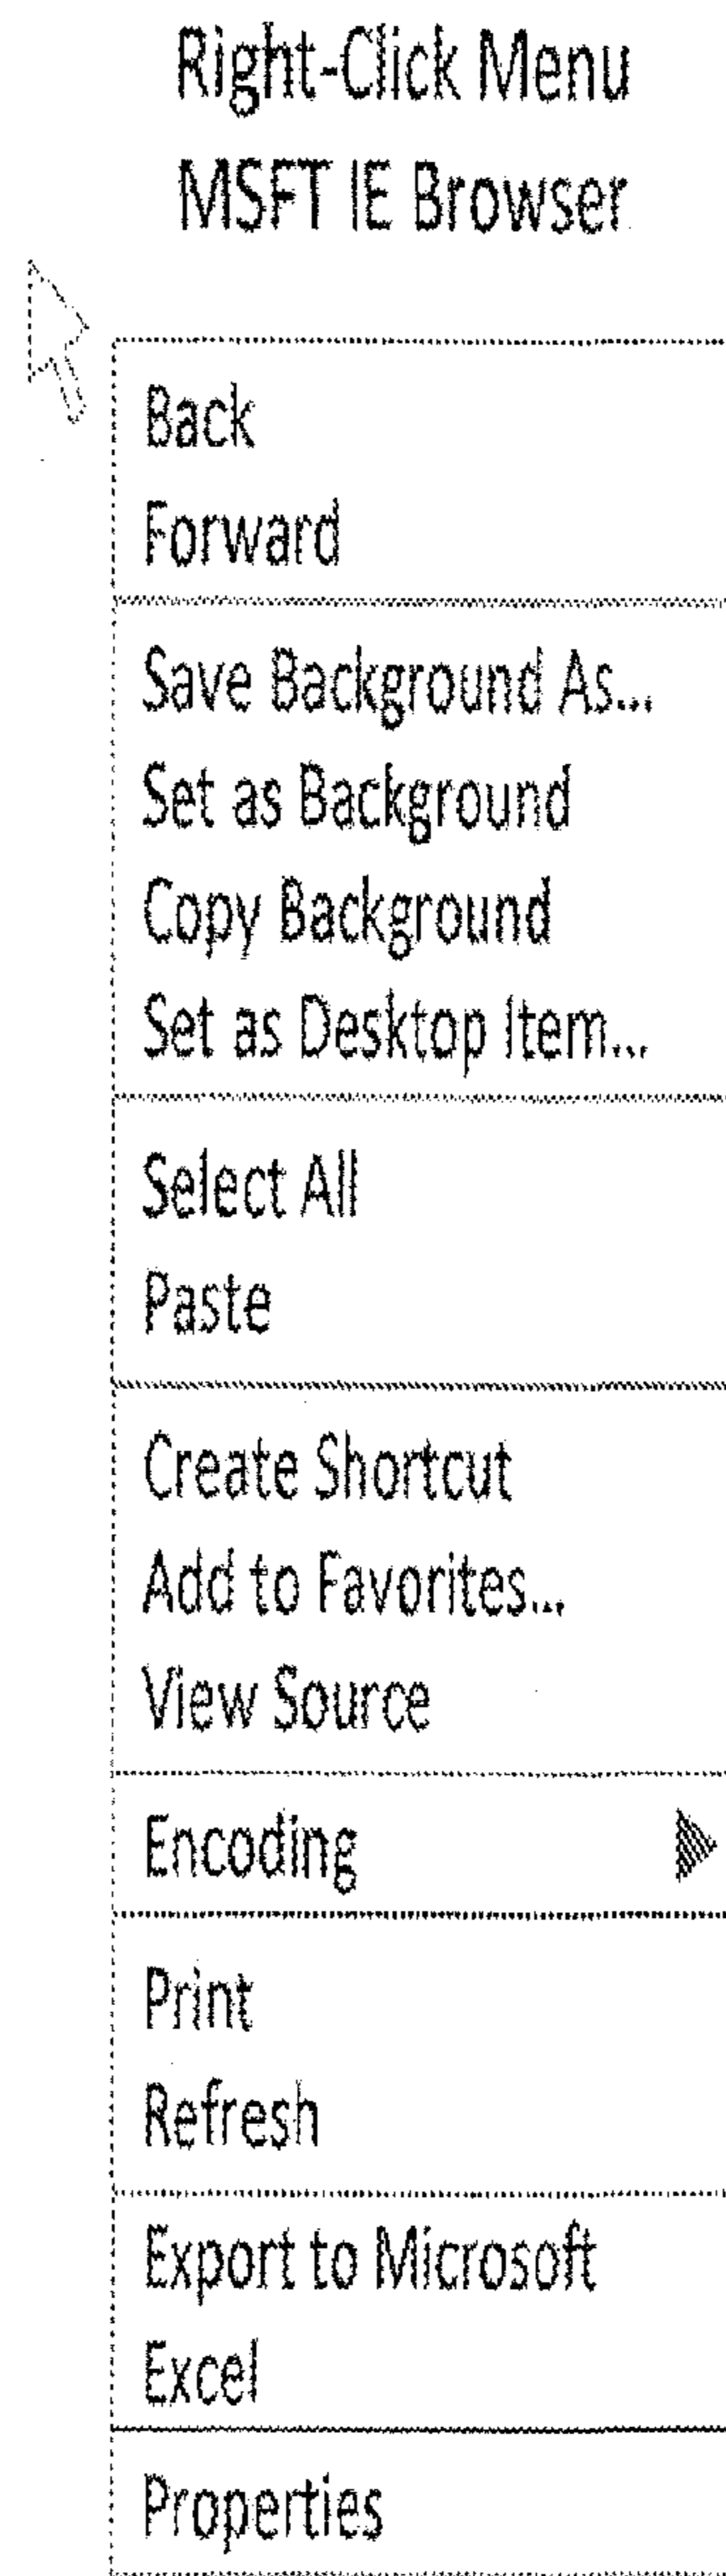 Right-Click Menu
MSFT IE Browser
Back
Forward
Save Background As...
Set as Background
Copy Background
Set as Desktop Item...
Select All
Paste
Create Shortcut
Add to Favorites...
View Source
Encoding
Print
Refresh
Export to Microsoft
Excel
Properties